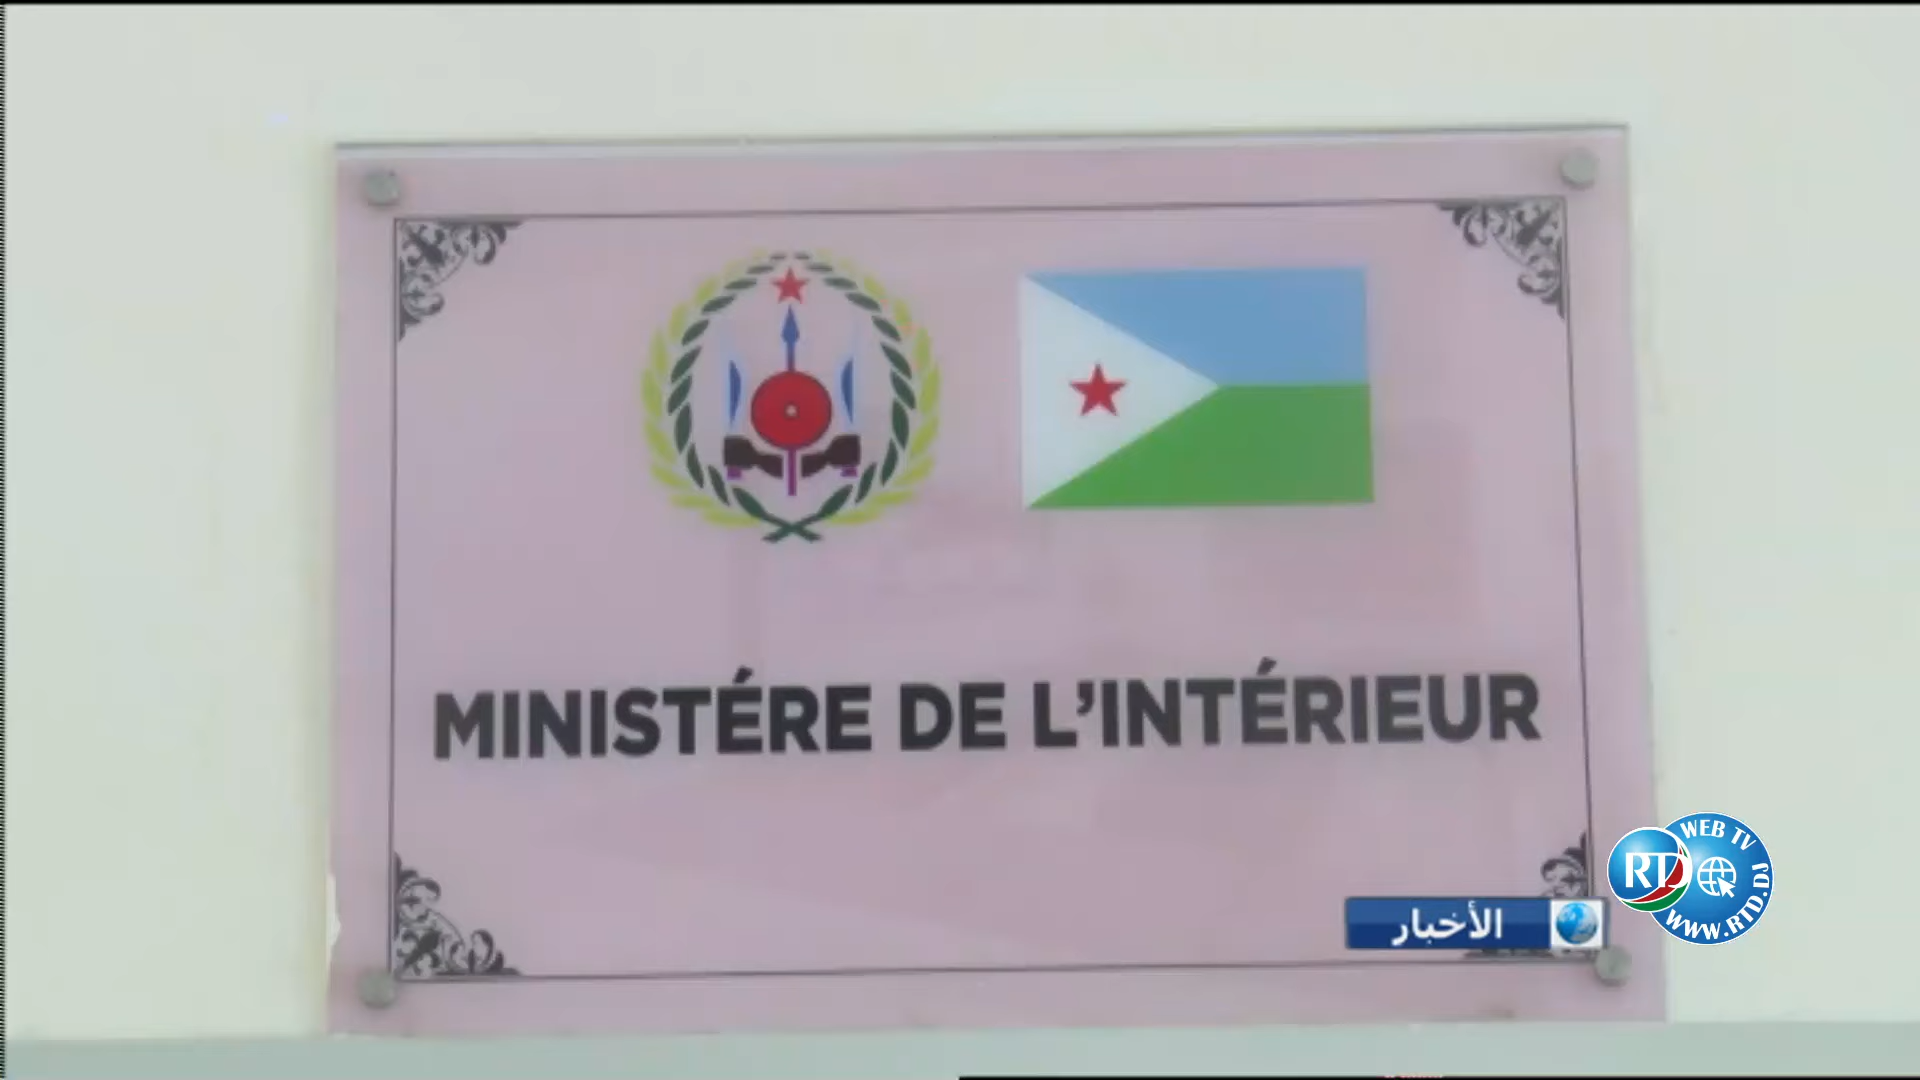 MINISTÉRE DE L'INTÉRIEUR
الأخبار
RTD
WEB TV
WWW.RTD.DJ